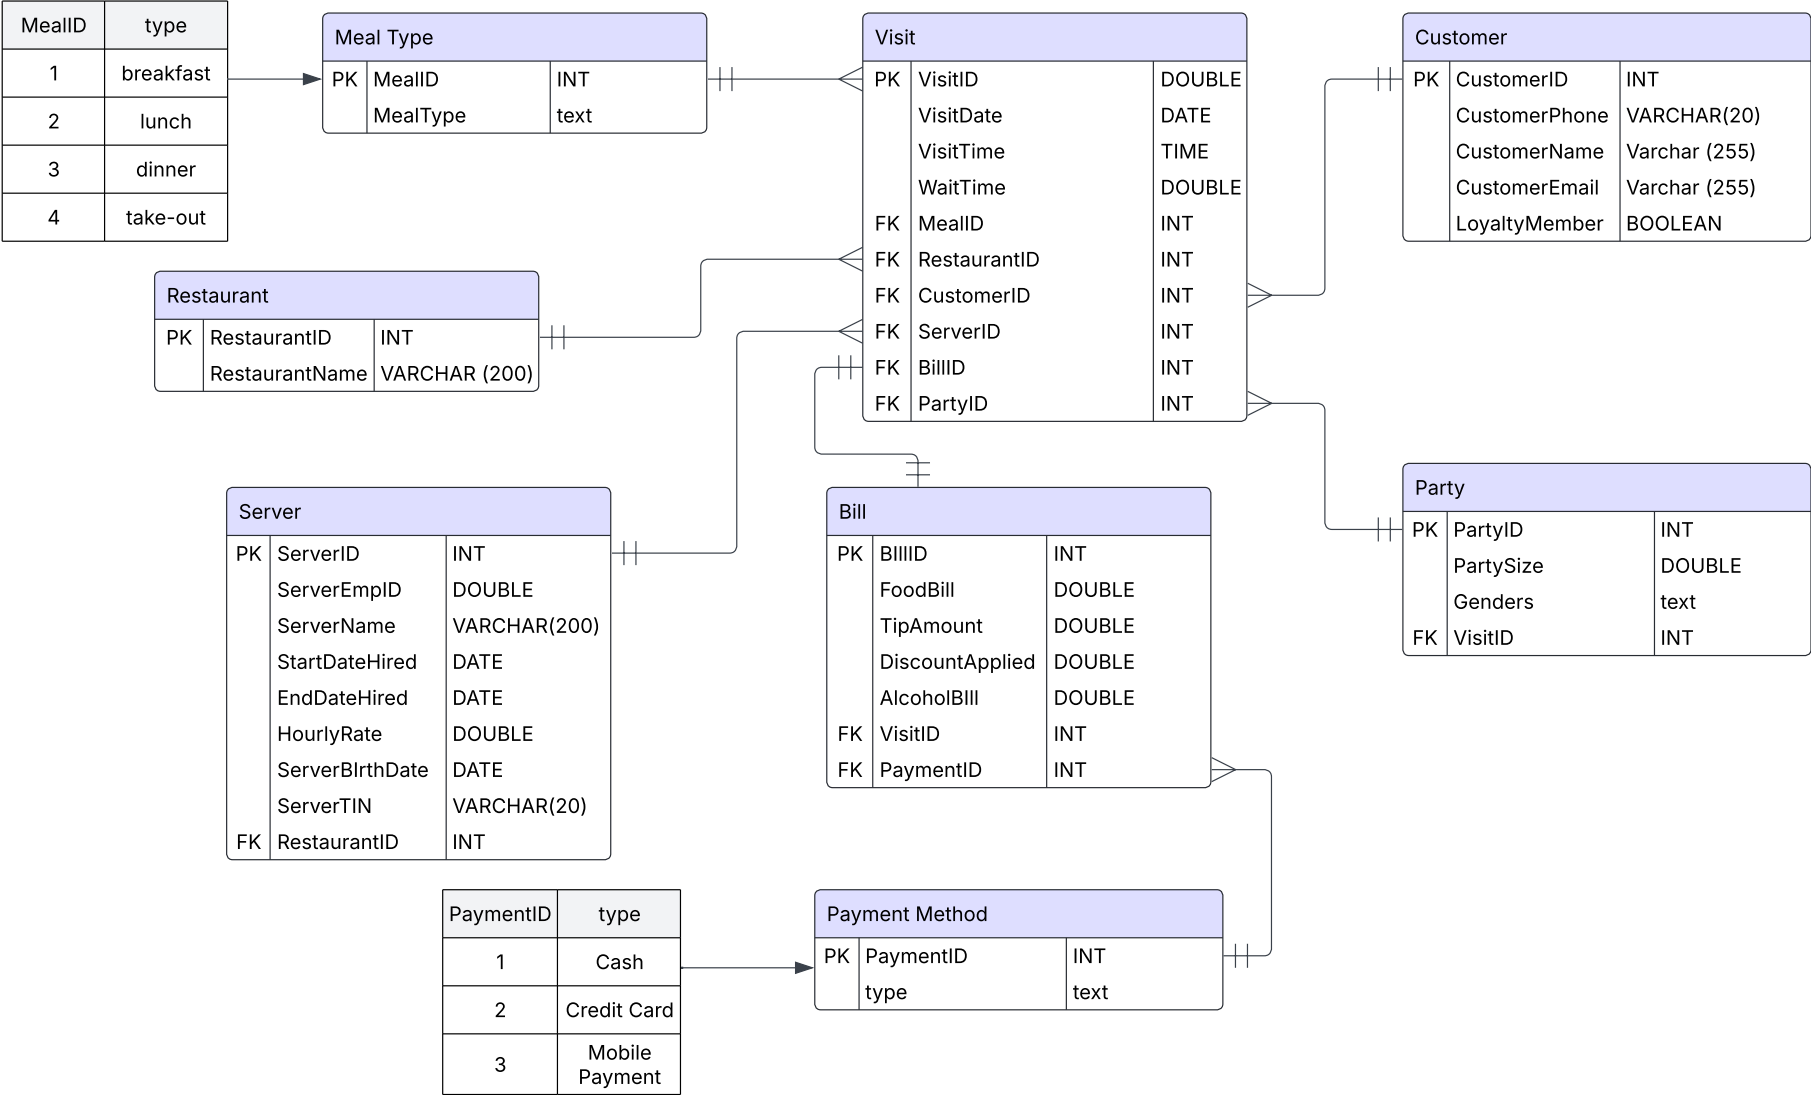 MealID type
1 breakfast
2 lunch
3 dinner
4 take-out
Meal Type
PK MealID INT
MealType text
Visit
PK VisitID DOUBLE
VisitDate DATE
VisitTime TIME
WaitTime DOUBLE
FK MealID INT
FK RestaurantID INT
FK CustomerID INT
FK ServerID INT
FK BillID INT
FK PartyID INT
Customer
PK CustomerID INT
CustomerPhone VARCHAR(20)
CustomerName Varchar (255)
CustomerEmail Varchar (255)
LoyaltyMember BOOLEAN
Restaurant
PK RestaurantID INT
RestaurantName VARCHAR (200)
Server
PK ServerID INT
ServerEmpID DOUBLE
ServerName VARCHAR(200)
StartDateHired DATE
EndDateHired DATE
HourlyRate DOUBLE
ServerBIrthDate DATE
ServerTIN VARCHAR(20)
FK RestaurantID INT
Bill
PK BIllID INT
FoodBill DOUBLE
TipAmount DOUBLE
DiscountApplied DOUBLE
AlcoholBIll DOUBLE
FK VisitID INT
FK PaymentID INT
Party
PK PartyID INT
PartySize DOUBLE
Genders text
FK VisitID INT
PaymentID type
1 Cash
2 Credit Card
3 Mobile
Payment
Payment Method
PK PaymentID INT
type text